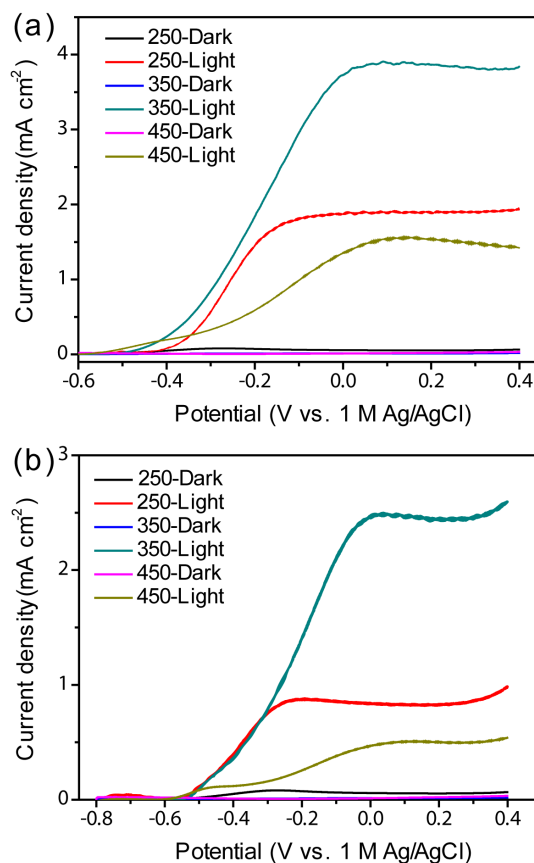 (a)
250-Dark
250-Light
350-Dark
350-Light
450-Dark
450-Light
4
3
2
1
0
Current density (mA cm⁻²)
-0.6 -0.4 -0.2 0.0 0.2 0.4
Potential (V vs. 1 M Ag/AgCl)
(b)
250-Dark
250-Light
350-Dark
350-Light
450-Dark
450-Light
3
2
1
0
Current density (mA cm⁻²)
-0.8 -0.6 -0.4 -0.2 0.0 0.2 0.4
Potential (V vs. 1 M Ag/AgCl)